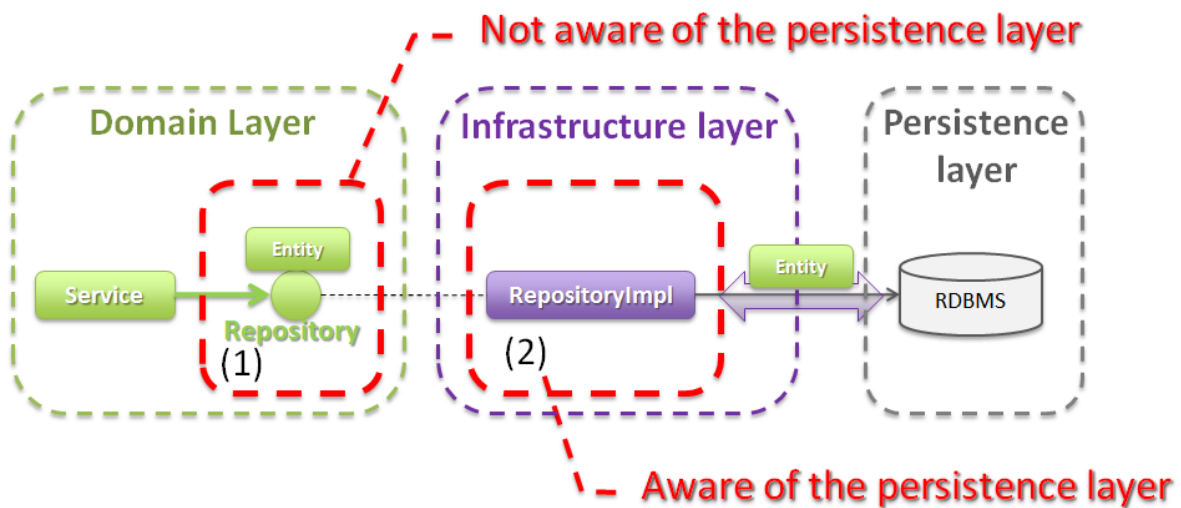 Not aware of the persistence layer
Domain Layer
Infrastructure layer
Persistence
layer
Entity
Service
Repository
(1)
RepositoryImpl
(2)
Entity
RDBMS
Aware of the persistence layer